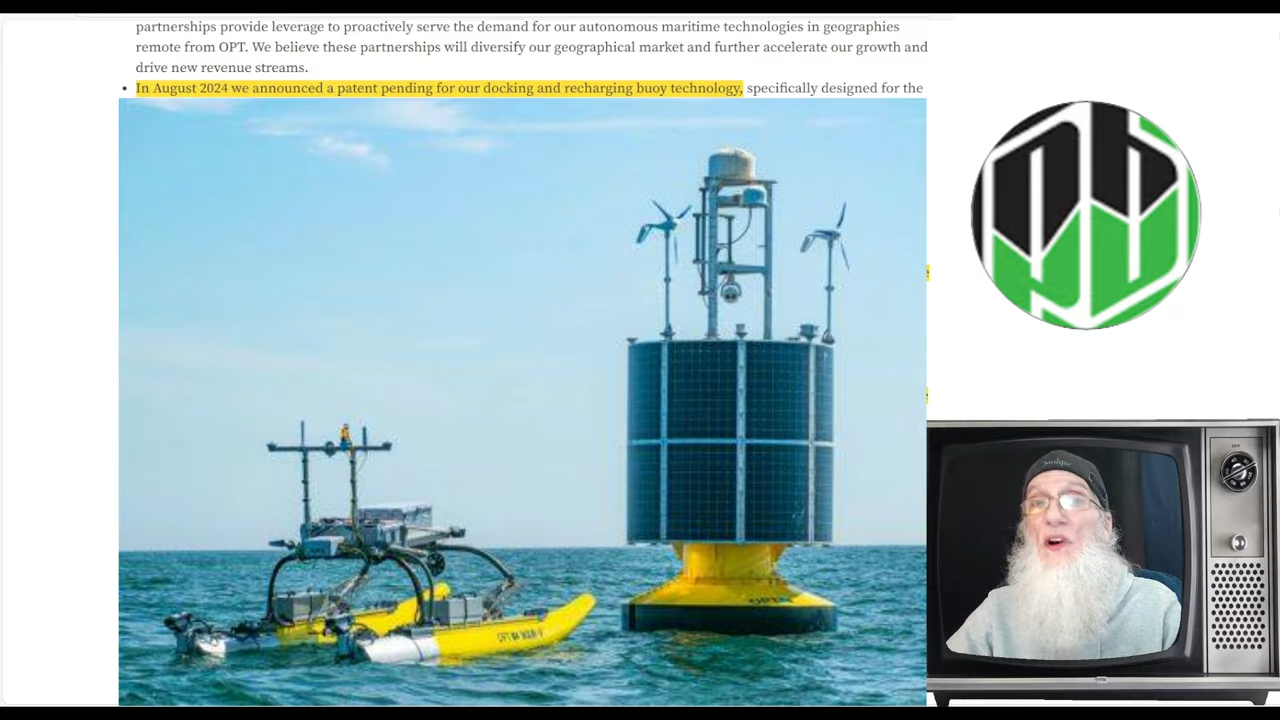 partnerships provide leverage to proactively serve the demand for our autonomous maritime technologies in geographies
remote from OPT. We believe these partnerships will diversify our geographical market and further accelerate our growth and
drive new revenue streams.
• In August 2024 we announced a patent pending for our docking and recharging buoy technology, specifically designed for the
OPT